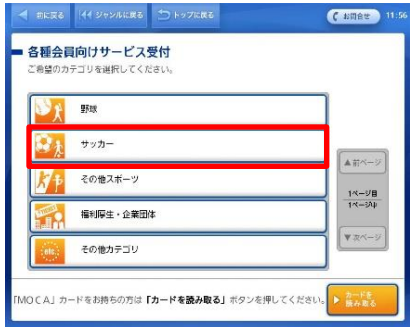 前に戻る ジャンルに戻る トップに戻る お問合せ 11:56
各種会員向けサービス受付
ご希望のカテゴリを選択してください。
野球
サッカー
その他スポーツ
福利厚生・企業団体
etc.
その他カテゴリ
▲前ページ
1ページ目
1ページ中
▼次ページ
「MOCA」カードをお持ちの方は「カードを読み取る」ボタンを押してください。
カードを
読み取る